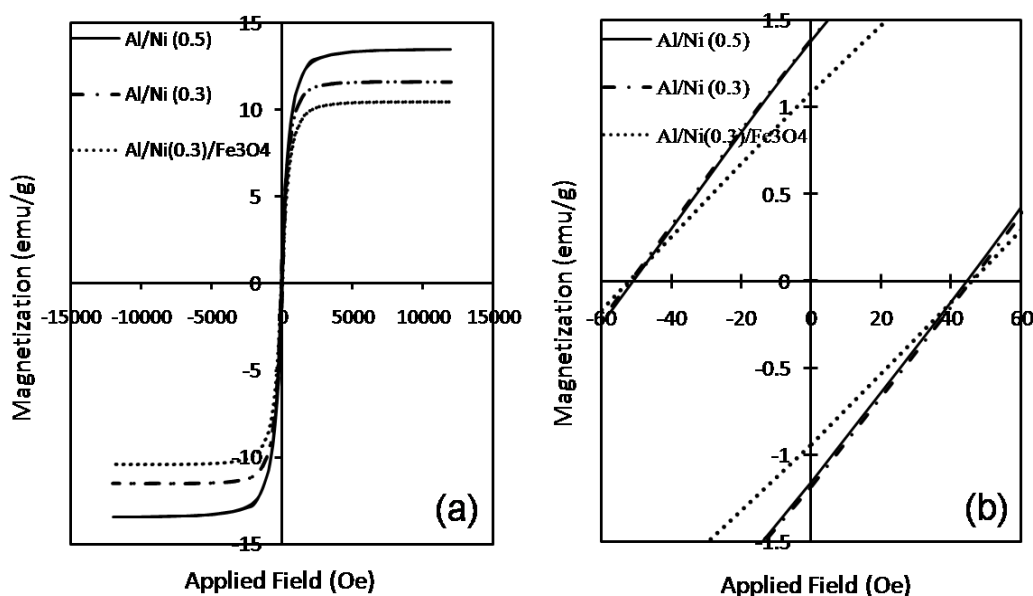 15
Al/Ni (0.5)
Al/Ni (0.3)
10
Al/Ni(0.3)/Fe3O4
5
0
-15000 -10000 -5000 0 5000 10000 15000
-5
-10
-15
Magnetization (emu/g)
Applied Field (Oe)
(a)
1.5
Al/Ni (0.5)
Al/Ni (0.3)
1
Al/Ni(0.3)/Fe3O4
0.5
0
-60 -40 -20 0 20 40 60
-0.5
-1
-1.5
Magnetization (emu/g)
Applied Field (Oe)
(b)